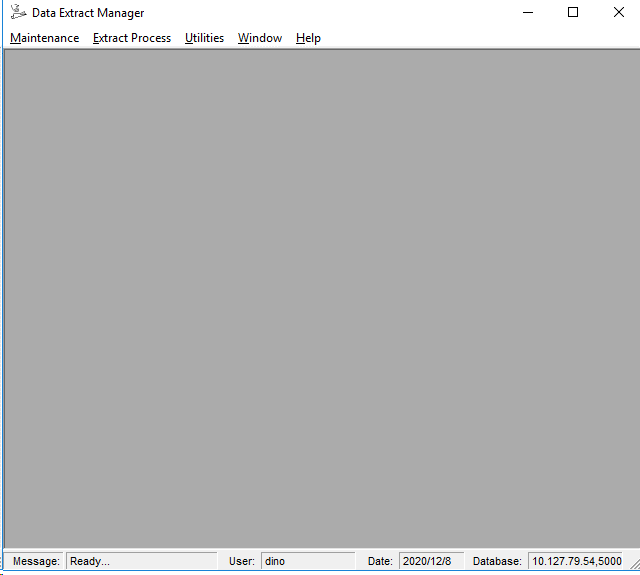 Data Extract Manager
Maintenance Extract Process Utilities Window Help
Message: Ready... User: dino Date: 2020/12/8 Database: 10.127.79.54,5000